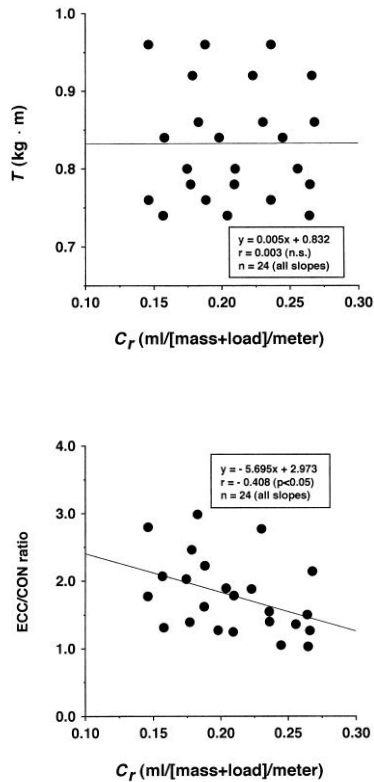 1.0
0.9
0.8
0.7
T (kg · m)
y = 0.005x + 0.832
r = 0.003 (n.s.)
n = 24 (all slopes)
0.10 0.15 0.20 0.25 0.30
Cr (ml/[mass+load]/meter)
4.0
3.0
2.0
1.0
0.0
ECC/CON ratio
y = - 5.695x + 2.973
r = - 0.408 (p<0.05)
n = 24 (all slopes)
0.10 0.15 0.20 0.25 0.30
Cr (ml/[mass+load]/meter)